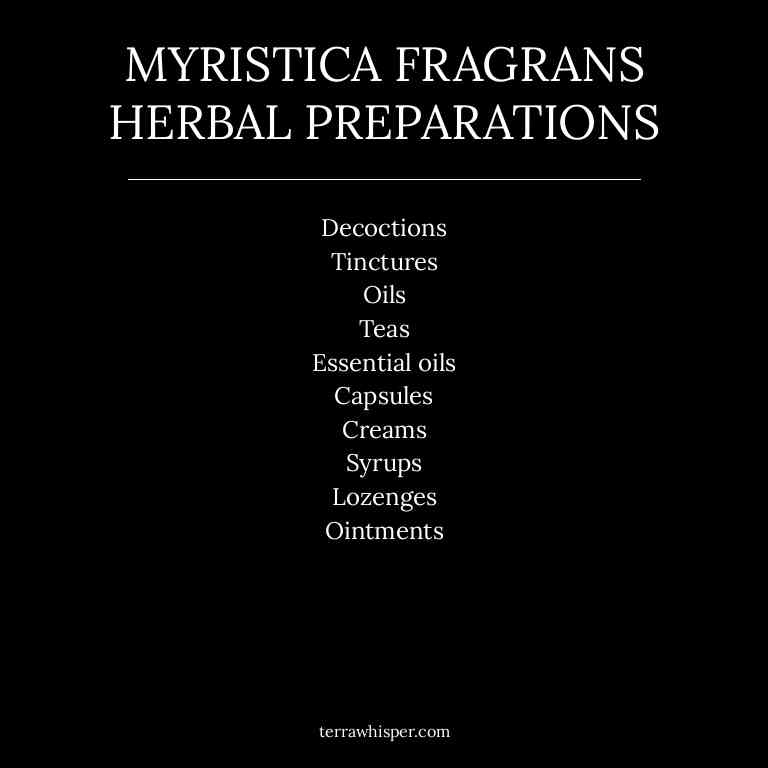 MYRISTICA FRAGRANS
HERBAL PREPARATIONS
Decoctions
Tinctures
Oils
Teas
Essential oils
Capsules
Creams
Syrups
Lozenges
Ointments
terrawhisper.com